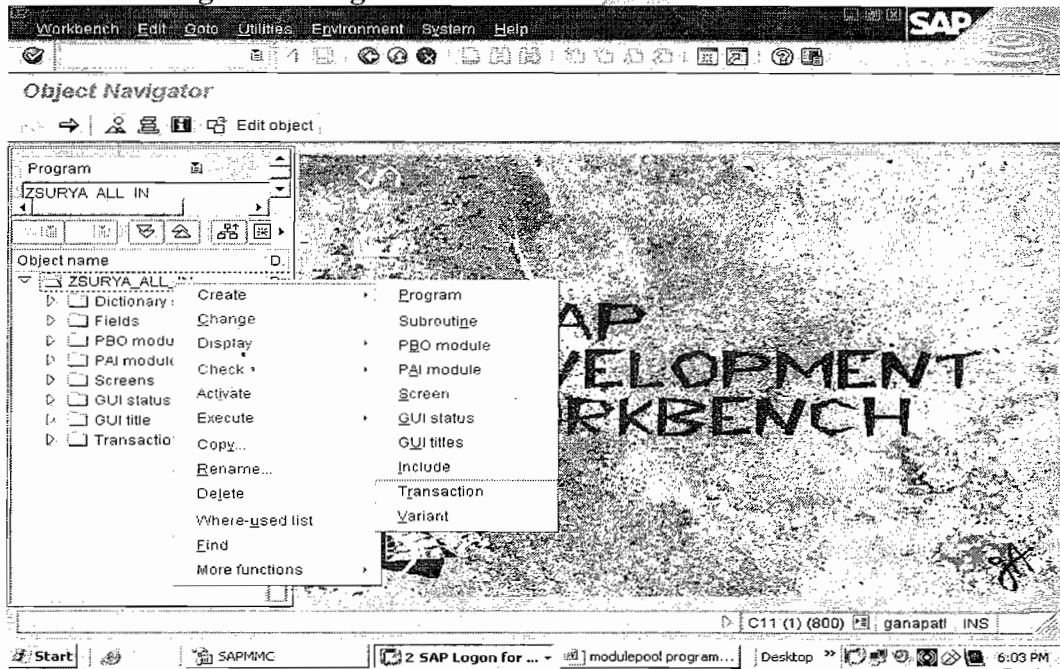 Workbench Edit Goto Utilities Environment System Help
SAP
Object Navigator
Edit object
Program
ZSURYA_ALL_IN
Object name D.
ZSURYA_ALL_IN
Dictionary
Fields
PBO modu
PAI module
Screens
GUI status
GUI title
Transactio
Create
Change
Display
Check
Activate
Execute
Copy...
Rename...
Delete
Where-used list
Find
More functions
Program
Subroutine
PBO module
PAI module
Screen
GUI status
GUI titles
Include
Transaction
Variant
AP
VELOPMENT
RKBENCH
C11 (1) (800) ganapati INS
Start SAPMMC 2 SAP Logon for ... modulepool program... Desktop » 6:03 PM